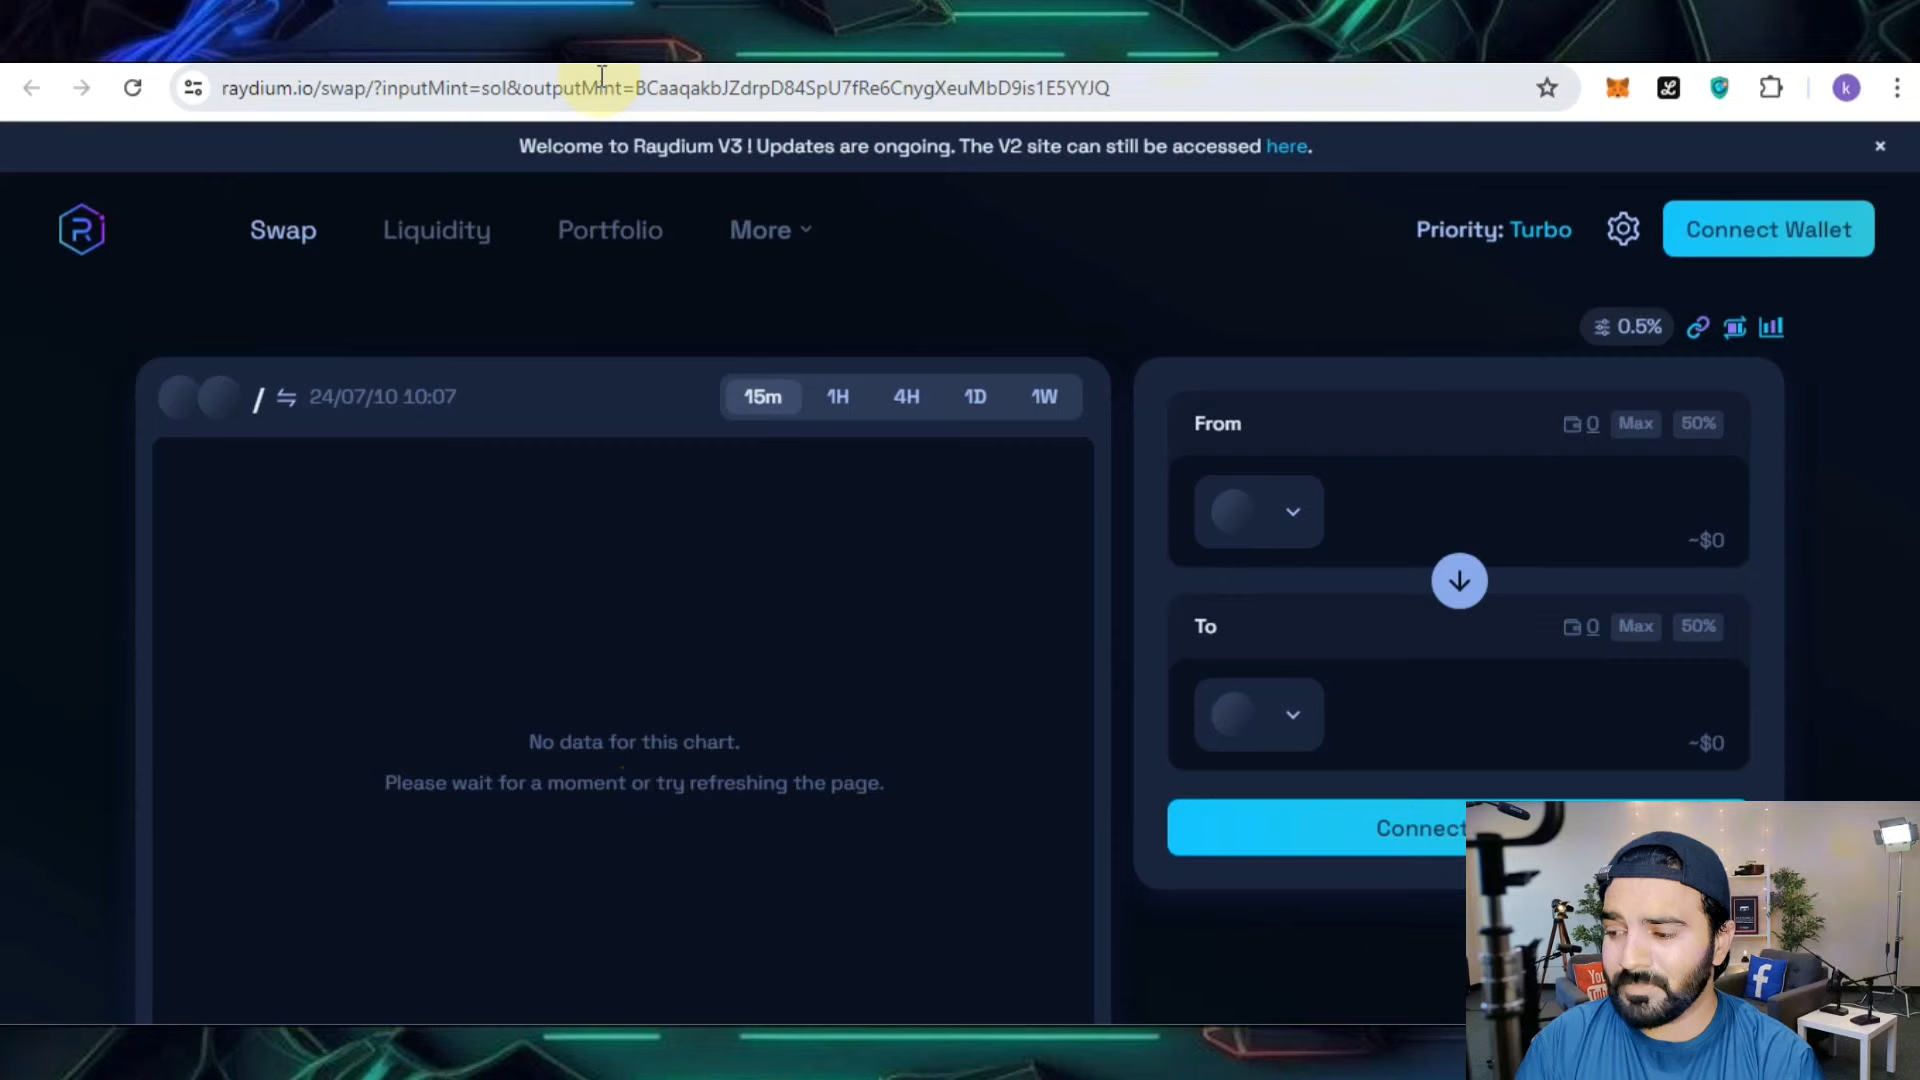 raydium.io/swap/?inputMint=sol&outputMint=BCaaqakbJZdrpD84SpU7fRe6CnygXeuMbD9is1E5YYJQ
k
Welcome to Raydium V3 ! Updates are ongoing. The V2 site can still be accessed here.
Swap Liquidity Portfolio More
Priority: Turbo Connect Wallet
0.5%
/ 24/07/10 10:07 15m 1H 4H 1D 1W
From 0 Max 50%
~$0
To 0 Max 50%
~$0
No data for this chart.
Please wait for a moment or try refreshing the page.
Connect
You